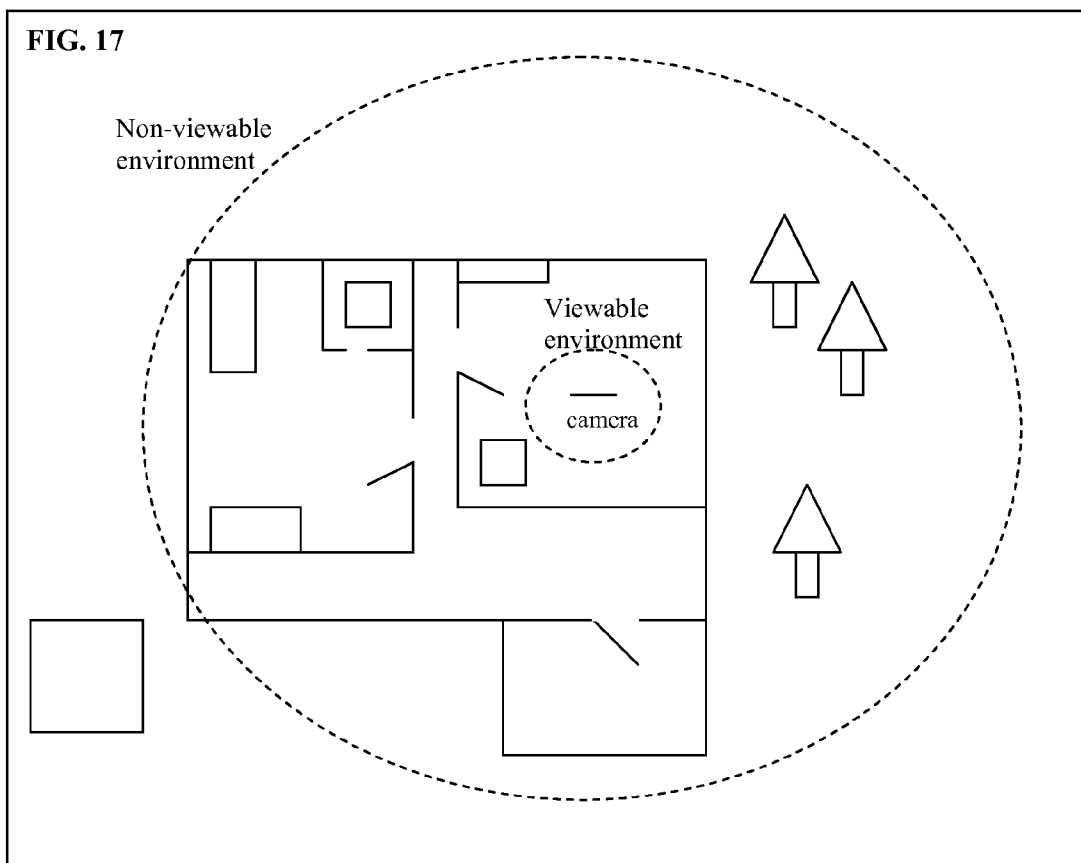 FIG. 17
Non-viewable
environment
Viewable
environment
camera